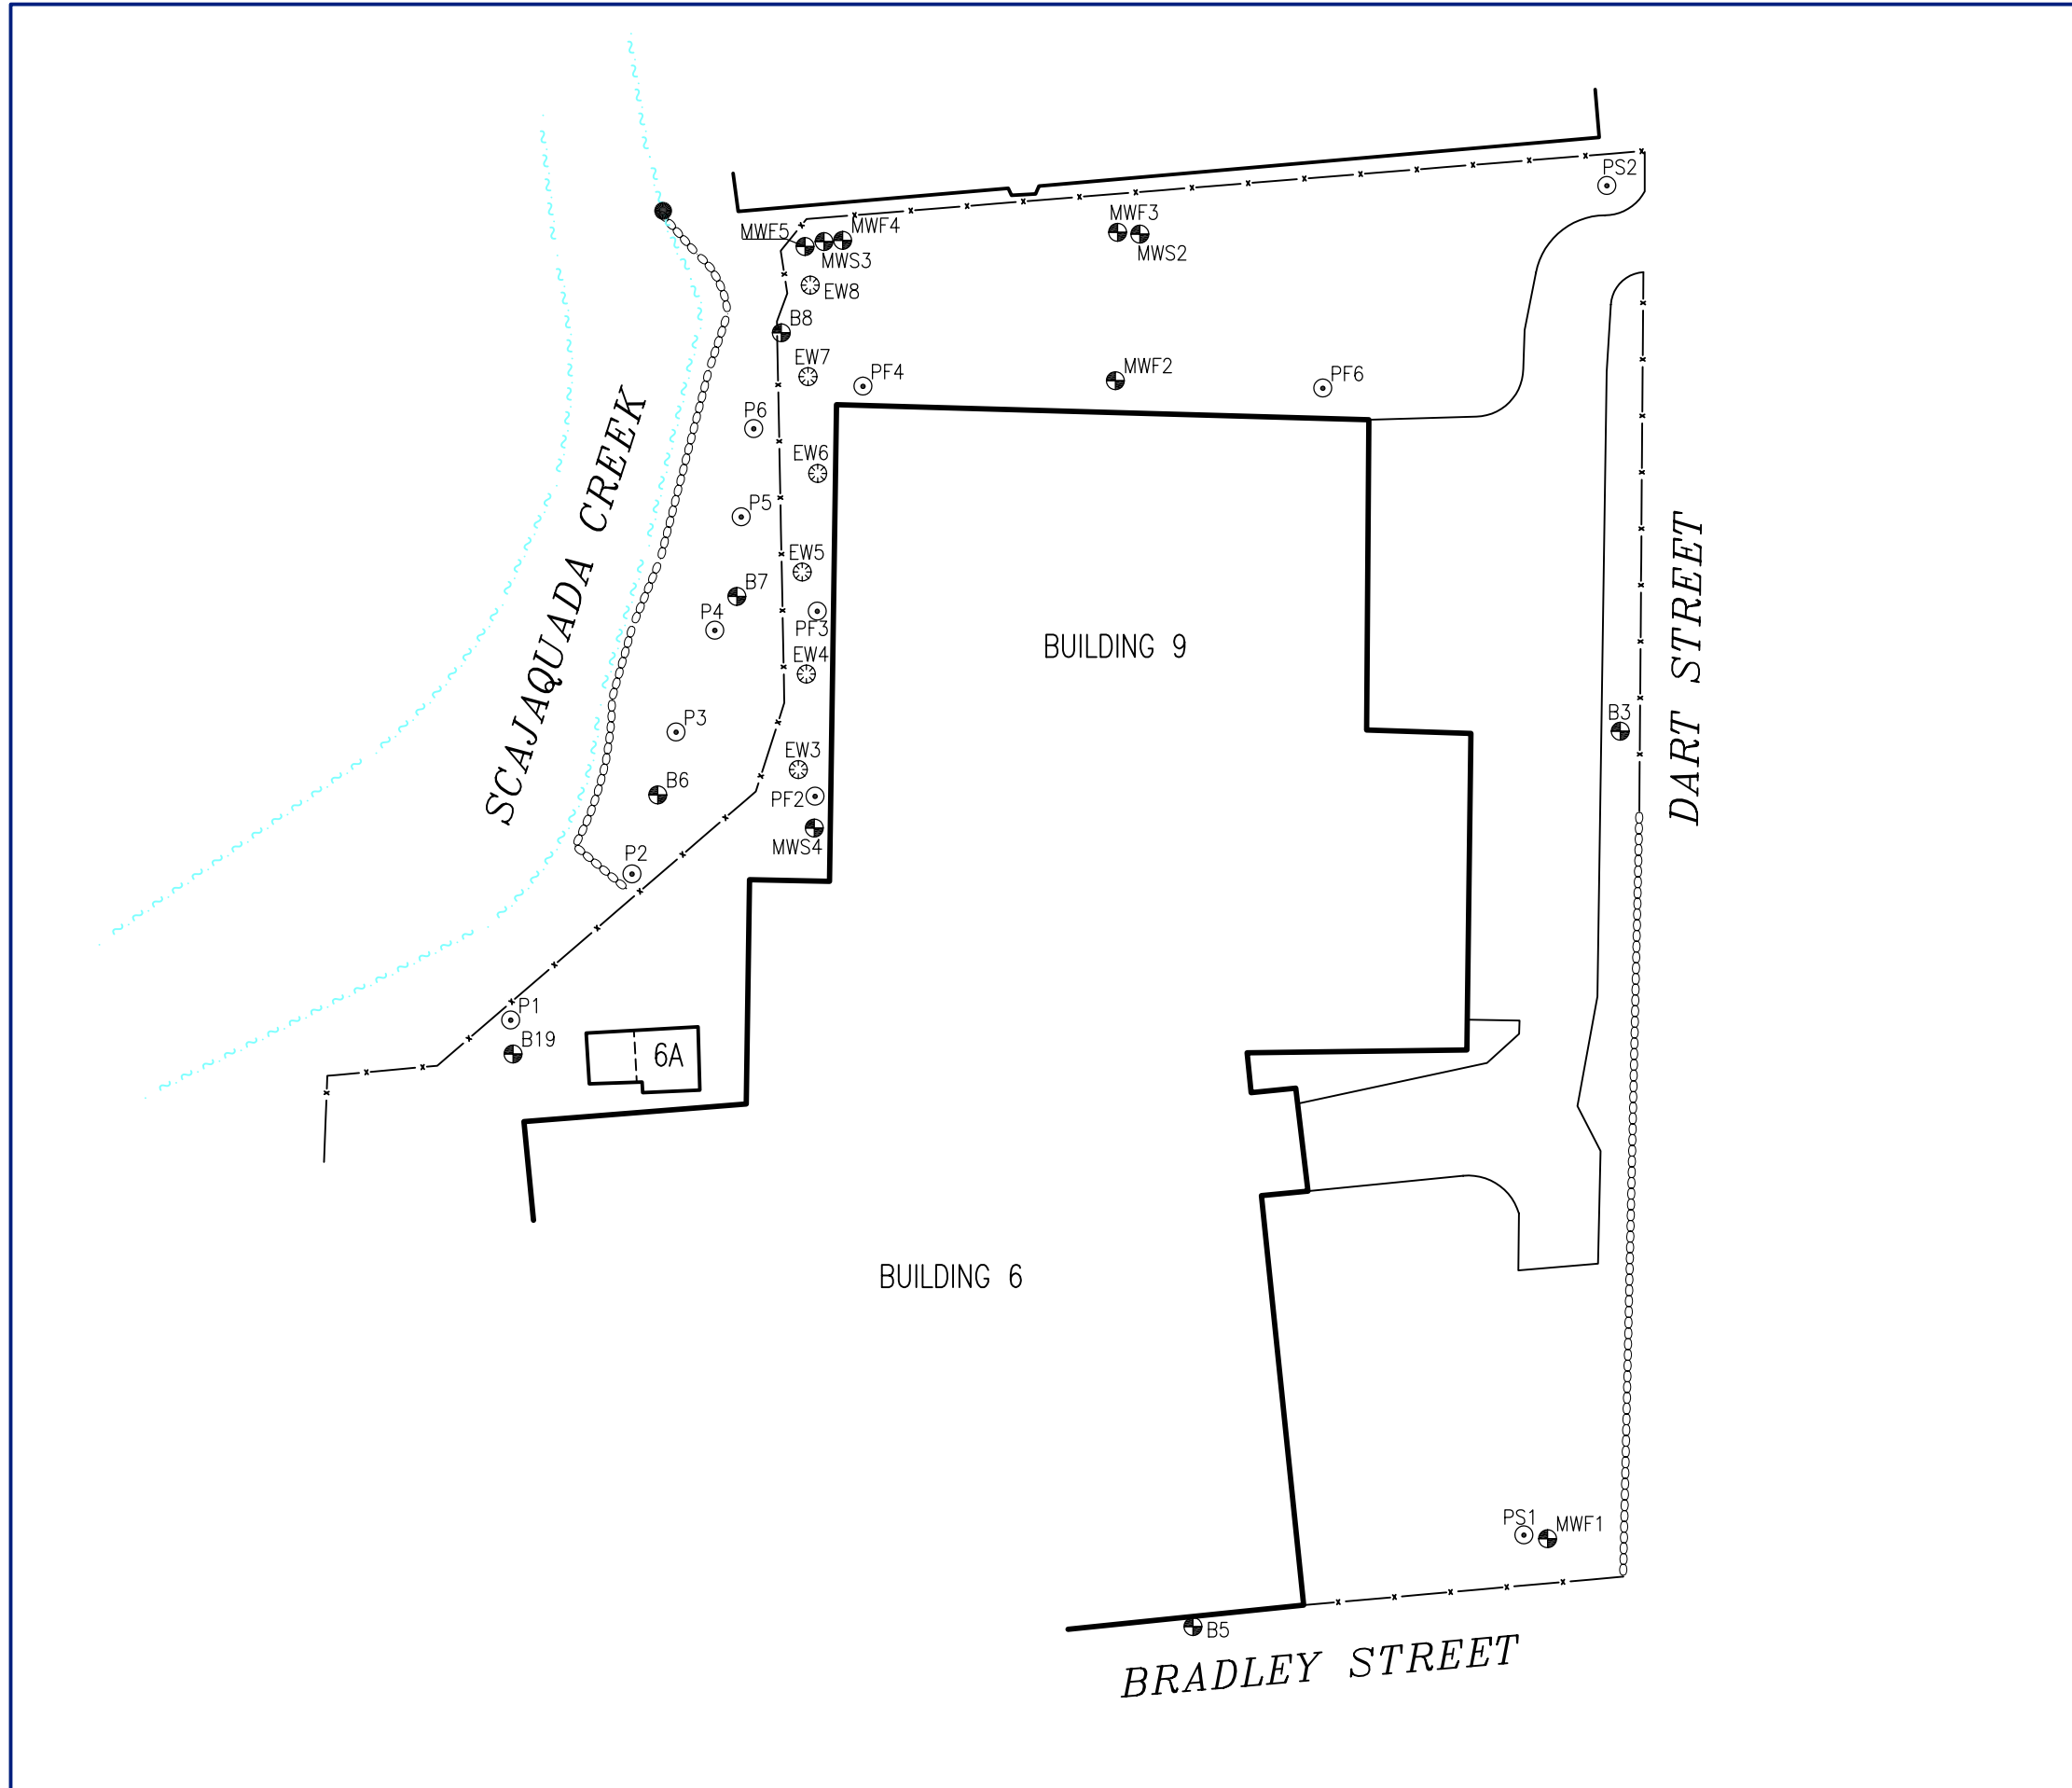 PS2
MWF3
MWF5
MWF4
MWS3
MWS2
EW8
B8
EW7
PF4
MWF2
PF6
P6
EW6
SCAJAQUADA CREEK
P5
EW5
B7
P4
PF3
BUILDING 9
EW4
DART STREET
P3
B3
EW3
B6
PF2
MWS4
P2
P1
B19
6A
BUILDING 6
PS1
MWF1
B5
BRADLEY STREET